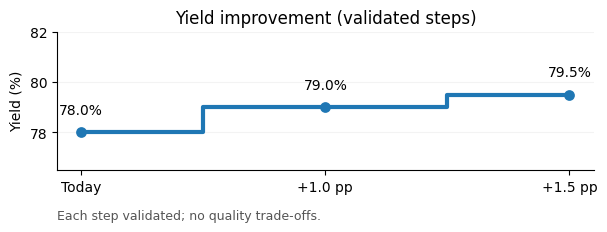 Yield improvement (validated steps)
82
80
78
Yield (%)
78.0%
79.0%
79.5%
Today
+1.0 pp
+1.5 pp
Each step validated; no quality trade-offs.